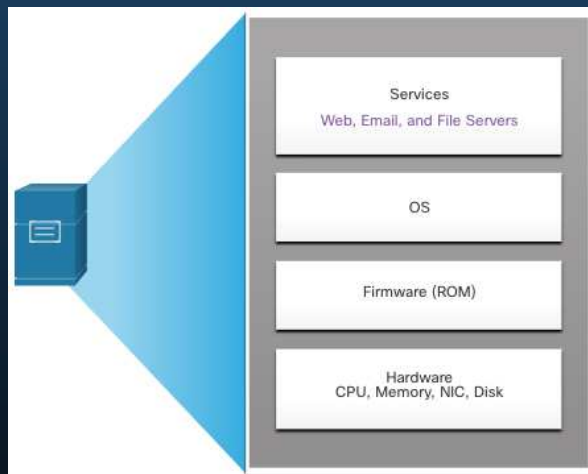 Services
Web, Email, and File Servers
OS
Firmware (ROM)
Hardware
CPU, Memory, NIC, Disk